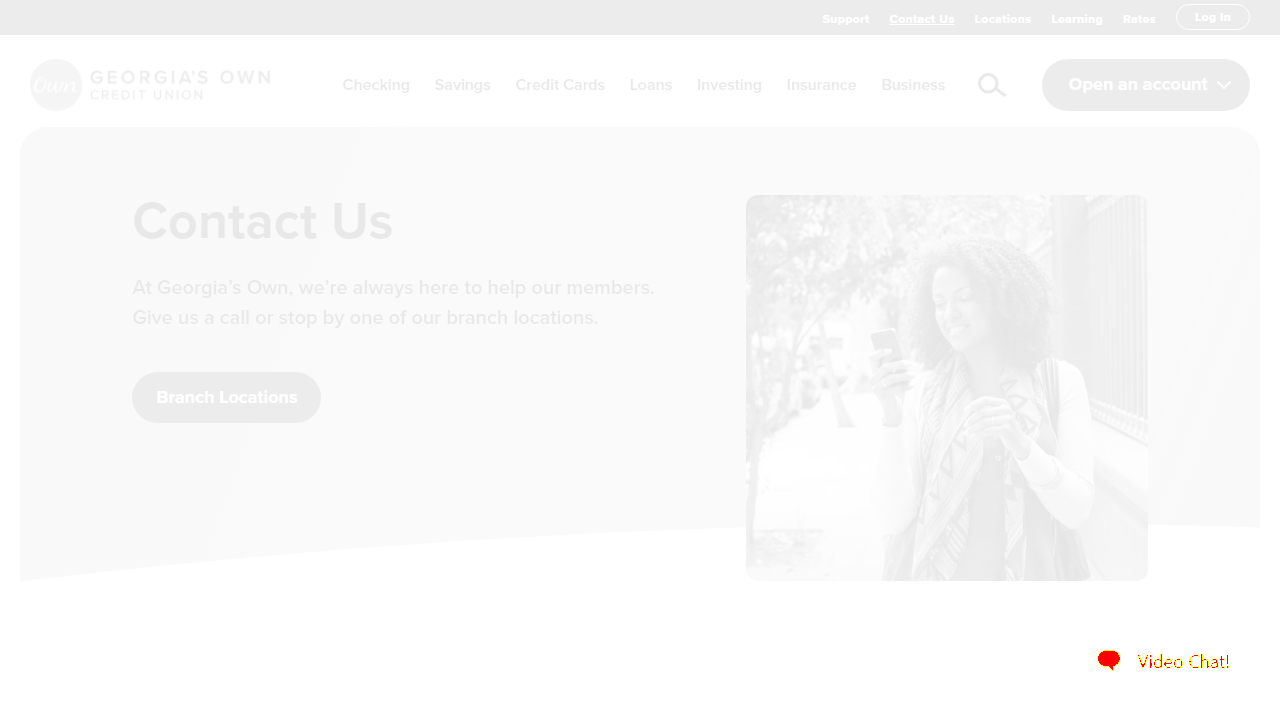 Support Contact Us Locations Learning Rates Log In
Own GEORGIA'S OWN
CREDIT UNION
Checking Savings Credit Cards Loans Investing Insurance Business Open an account
Contact Us
At Georgia's Own, we're always here to help our members.
Give us a call or stop by one of our branch locations.
Branch Locations
Video Chat!